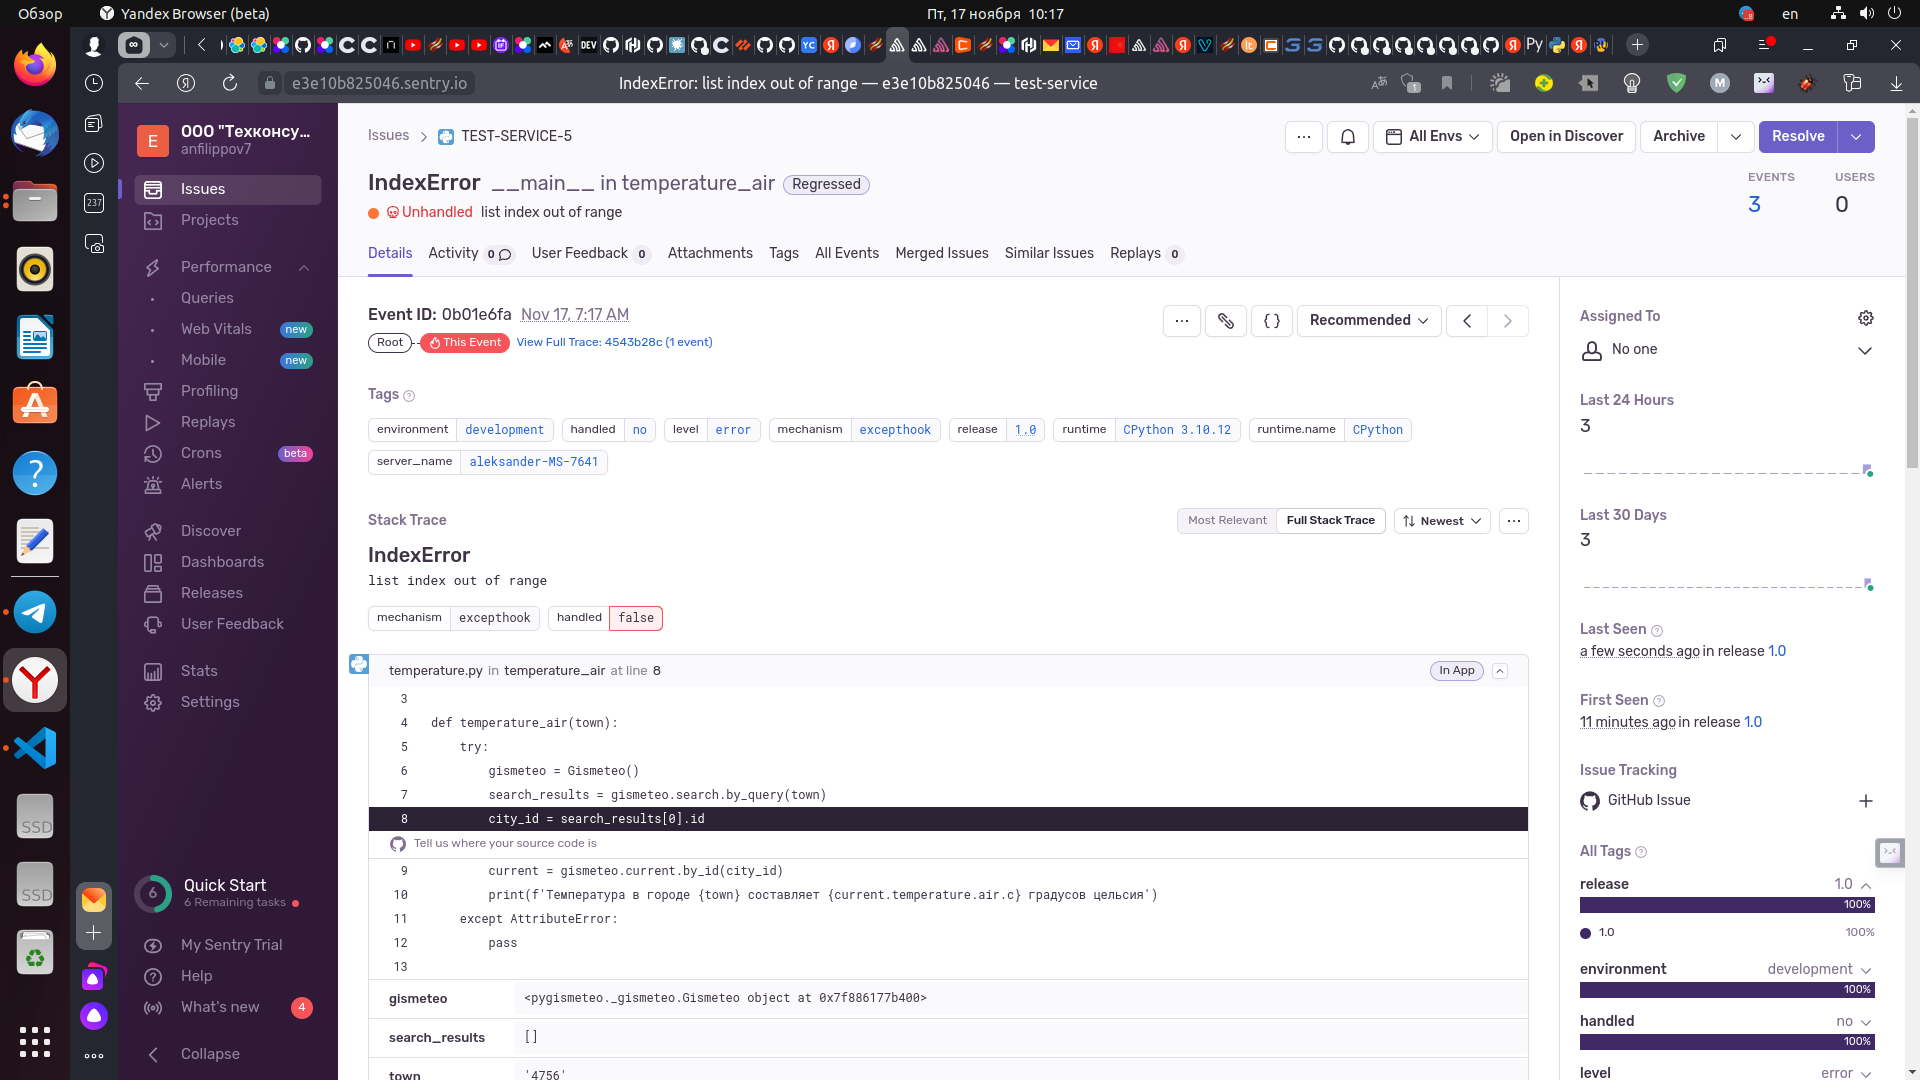 Обзор
Yandex Browser (beta)
Пт, 17 ноября 10:17
en
e3e10b825046.sentry.io
IndexError: list index out of range — e3e10b825046 — test-service
237
E
ООО "Техконсу...
anfilippov7
Issues
Projects
Performance
Queries
Web Vitals
new
Mobile
new
Profiling
Replays
Crons
beta
Alerts
Discover
Dashboards
Releases
User Feedback
Stats
Settings
6
Quick Start
6 Remaining tasks
My Sentry Trial
Help
What's new
4
Collapse
SSD
SSD
Issues
TEST-SERVICE-5
All Envs
Open in Discover
Archive
Resolve
IndexError __main__ in temperature_air
Regressed
Unhandled list index out of range
EVENTS
3
USERS
0
Details
Activity 0
User Feedback 0
Attachments
Tags
All Events
Merged Issues
Similar Issues
Replays 0
Event ID: 0b01e6fa Nov 17, 7:17 AM
Root
This Event
View Full Trace: 4543b28c (1 event)
Recommended
Tags
environment development
handled no
level error
mechanism excepthook
release 1.0
runtime CPython 3.10.12
runtime.name CPython
server_name aleksander-MS-7641
Stack Trace
Most Relevant
Full Stack Trace
Newest
IndexError
list index out of range
mechanism excepthook
handled false
temperature.py in temperature_air at line 8
In App
3
4 def temperature_air(town):
5 try:
6 gismeteo = Gismeteo()
7 search_results = gismeteo.search.by_query(town)
8 city_id = search_results[0].id
Tell us where your source code is
9 current = gismeteo.current.by_id(city_id)
10 print(f'Температура в городе {town} составляет {current.temperature.air.c} градусов цельсия')
11 except AttributeError:
12 pass
13
gismeteo <pygismeteo._gismeteo.Gismeteo object at 0x7f886177b400>
search_results []
town '4756'
Assigned To
No one
Last 24 Hours
3
Last 30 Days
3
Last Seen
a few seconds ago in release 1.0
First Seen
11 minutes ago in release 1.0
Issue Tracking
GitHub Issue
All Tags
release 1.0
100%
1.0 100%
environment development
100%
handled no
100%
level error